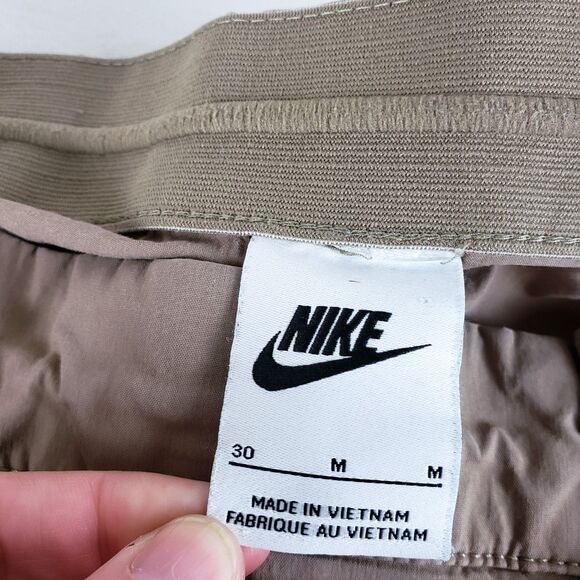 NIKE
30 M M
MADE IN VIETNAM
FABRIQUE AU VIETNAM